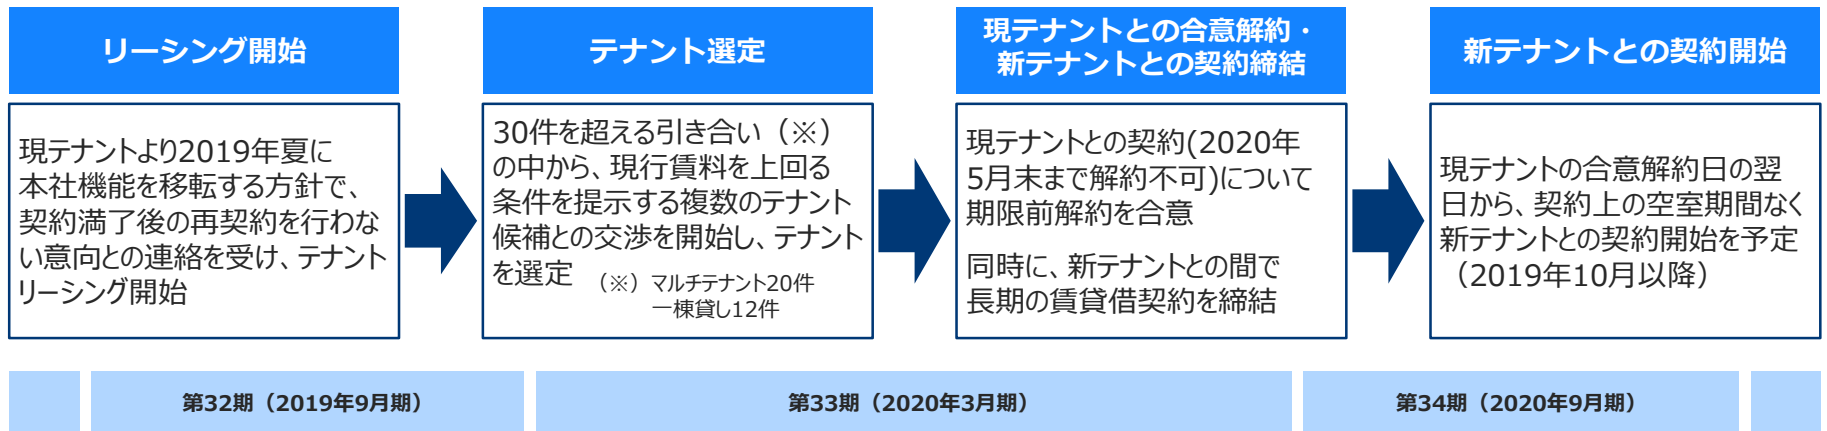 リーシング開始
現テナントより2019年夏に
本社機能を移転する方針で、
契約満了後の再契約を行わな
い意向との連絡を受け、テナント
リーシング開始
テナント選定
30件を超える引き合い（※）
の中から、現行賃料を上回る
条件を提示する複数のテナント
候補との交渉を開始し、テナント
を選定
（※）マルチテナント20件
一棟貸し12件
現テナントとの合意解約・
新テナントとの契約締結
現テナントとの契約(2020年
5月末まで解約不可)について
期限前解約を合意
同時に、新テナントとの間で
長期の賃貸借契約を締結
新テナントとの契約開始
現テナントの合意解約日の翌
日から、契約上の空室期間なく
新テナントとの契約開始を予定
（2019年10月以降）
第32期（2019年9月期）
第33期（2020年3月期）
第34期（2020年9月期）